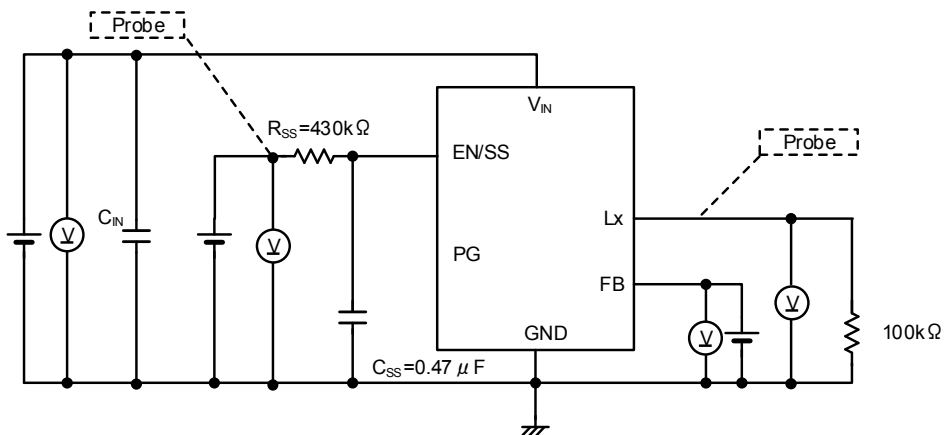 Probe
V_IN
R_SS=430kΩ
EN/SS
Probe
Lx
C_IN
V
V
PG
FB
V
V
100kΩ
GND
C_SS=0.47μF